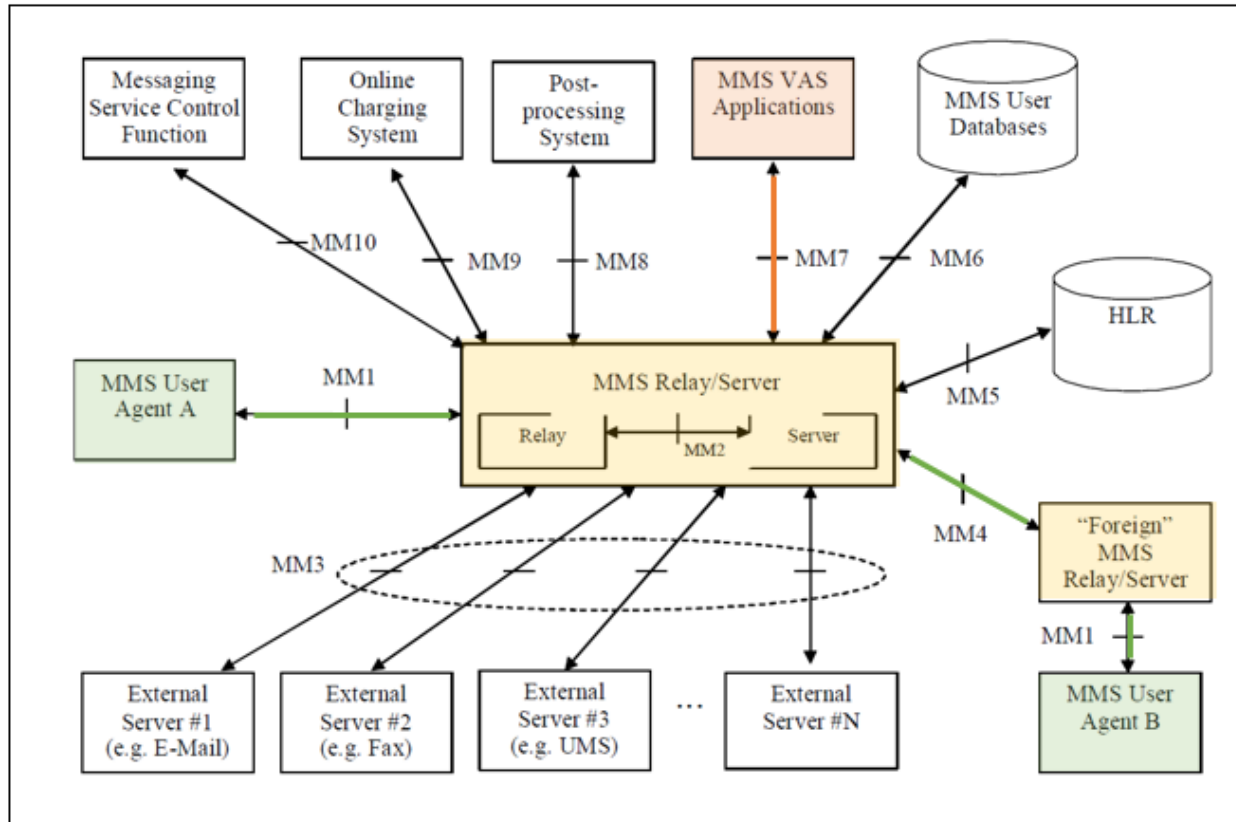 Messaging
Service Control
Function
Online
Charging
System
Post-
processing
System
MMS VAS
Applications
MMS User
Databases
MM10
MM9
MM8
MM7
MM6
HLR
MM5
MMS User
Agent A
MM1
MMS Relay/Server
Relay
MM2
Server
MM4
"Foreign"
MMS
Relay/Server
MM3
MM1
External
Server #1
(e.g. E-Mail)
External
Server #2
(e.g. Fax)
External
Server #3
(e.g. UMS)
...
External
Server #N
MMS User
Agent B